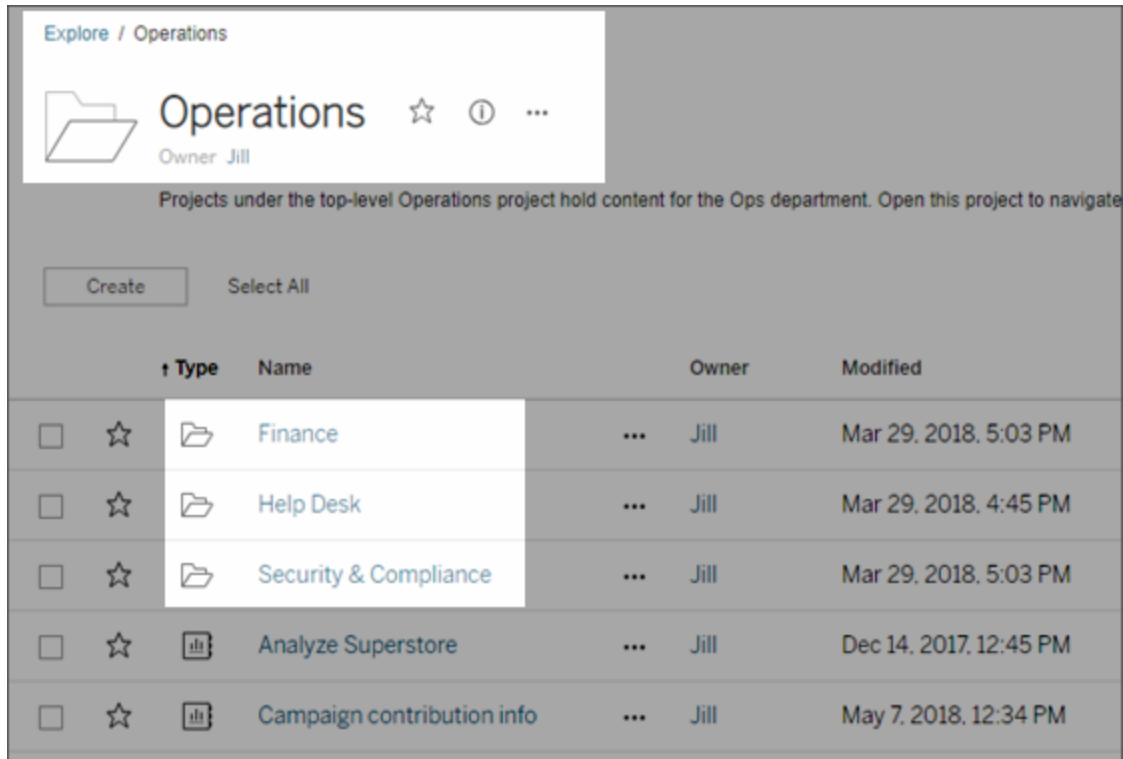 Explore / Operations
Operations
Owner Jill
Projects under the top-level Operations project hold content for the Ops department. Open this project to navigate
Create Select All
↑ Type Name Owner Modified
Finance ••• Jill Mar 29, 2018, 5:03 PM
Help Desk ••• Jill Mar 29, 2018, 4:45 PM
Security & Compliance ••• Jill Mar 29, 2018, 5:03 PM
Analyze Superstore ••• Jill Dec 14, 2017, 12:45 PM
Campaign contribution info ••• Jill May 7, 2018, 12:34 PM